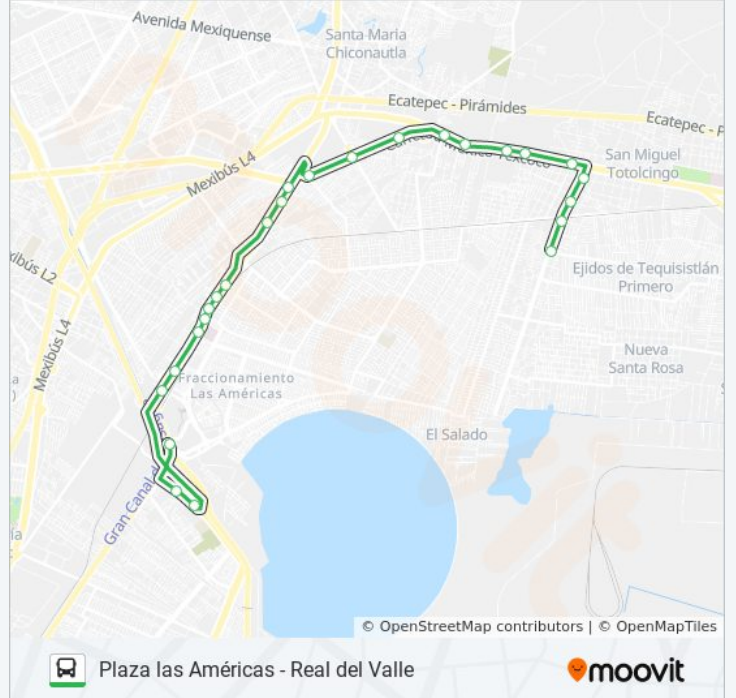 Avenida Mexiquense
Santa María
Chiconautla
Ecatepec - Pirámides
Ecatepec - P
Mexibús L4
San Miguel
Totolcingo
xibús L2
Ejidos de Tequisistlán
Primero
Mexibús L4
Nueva
Santa Rosa
Fraccionamiento
Las Américas
El Salado
Gran Canal d
ía
© OpenStreetMap contributors | © OpenMapTiles
Plaza las Américas - Real del Valle
moovit